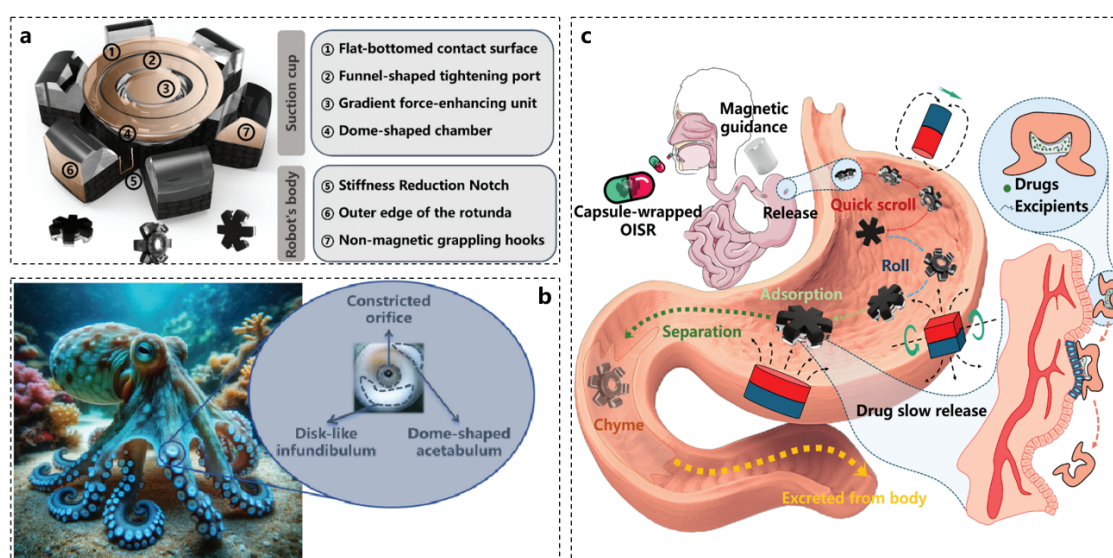 a
① ② ③ ④ ⑤ ⑥ ⑦
Suction cup
① Flat-bottomed contact surface
② Funnel-shaped tightening port
③ Gradient force-enhancing unit
④ Dome-shaped chamber
Robot's body
⑤ Stiffness Reduction Notch
⑥ Outer edge of the rotunda
⑦ Non-magnetic grappling hooks
b
Constricted
orifice
Disk-like
infundibulum
Dome-shaped
acetabulum
c
Magnetic
guidance
Capsule-wrapped
OISR
Release
Quick scroll
Roll
Adsorption
Separation
Chyme
Drug slow release
Excreted from body
Drugs
Excipients